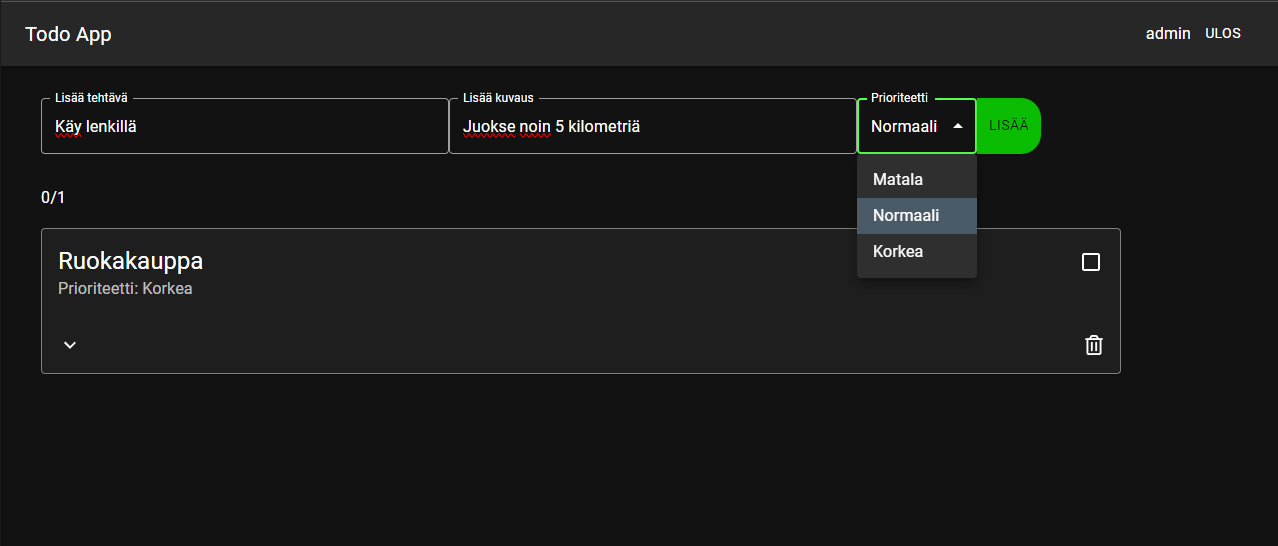 Todo App
admin ULOS
Lisää tehtävä
Käy lenkillä
Lisää kuvaus
Juokse noin 5 kilometriä
Prioriteetti
Normaali
LISÄÄ
Matala
Normaali
Korkea
0/1
Ruokakauppa
Prioriteetti: Korkea